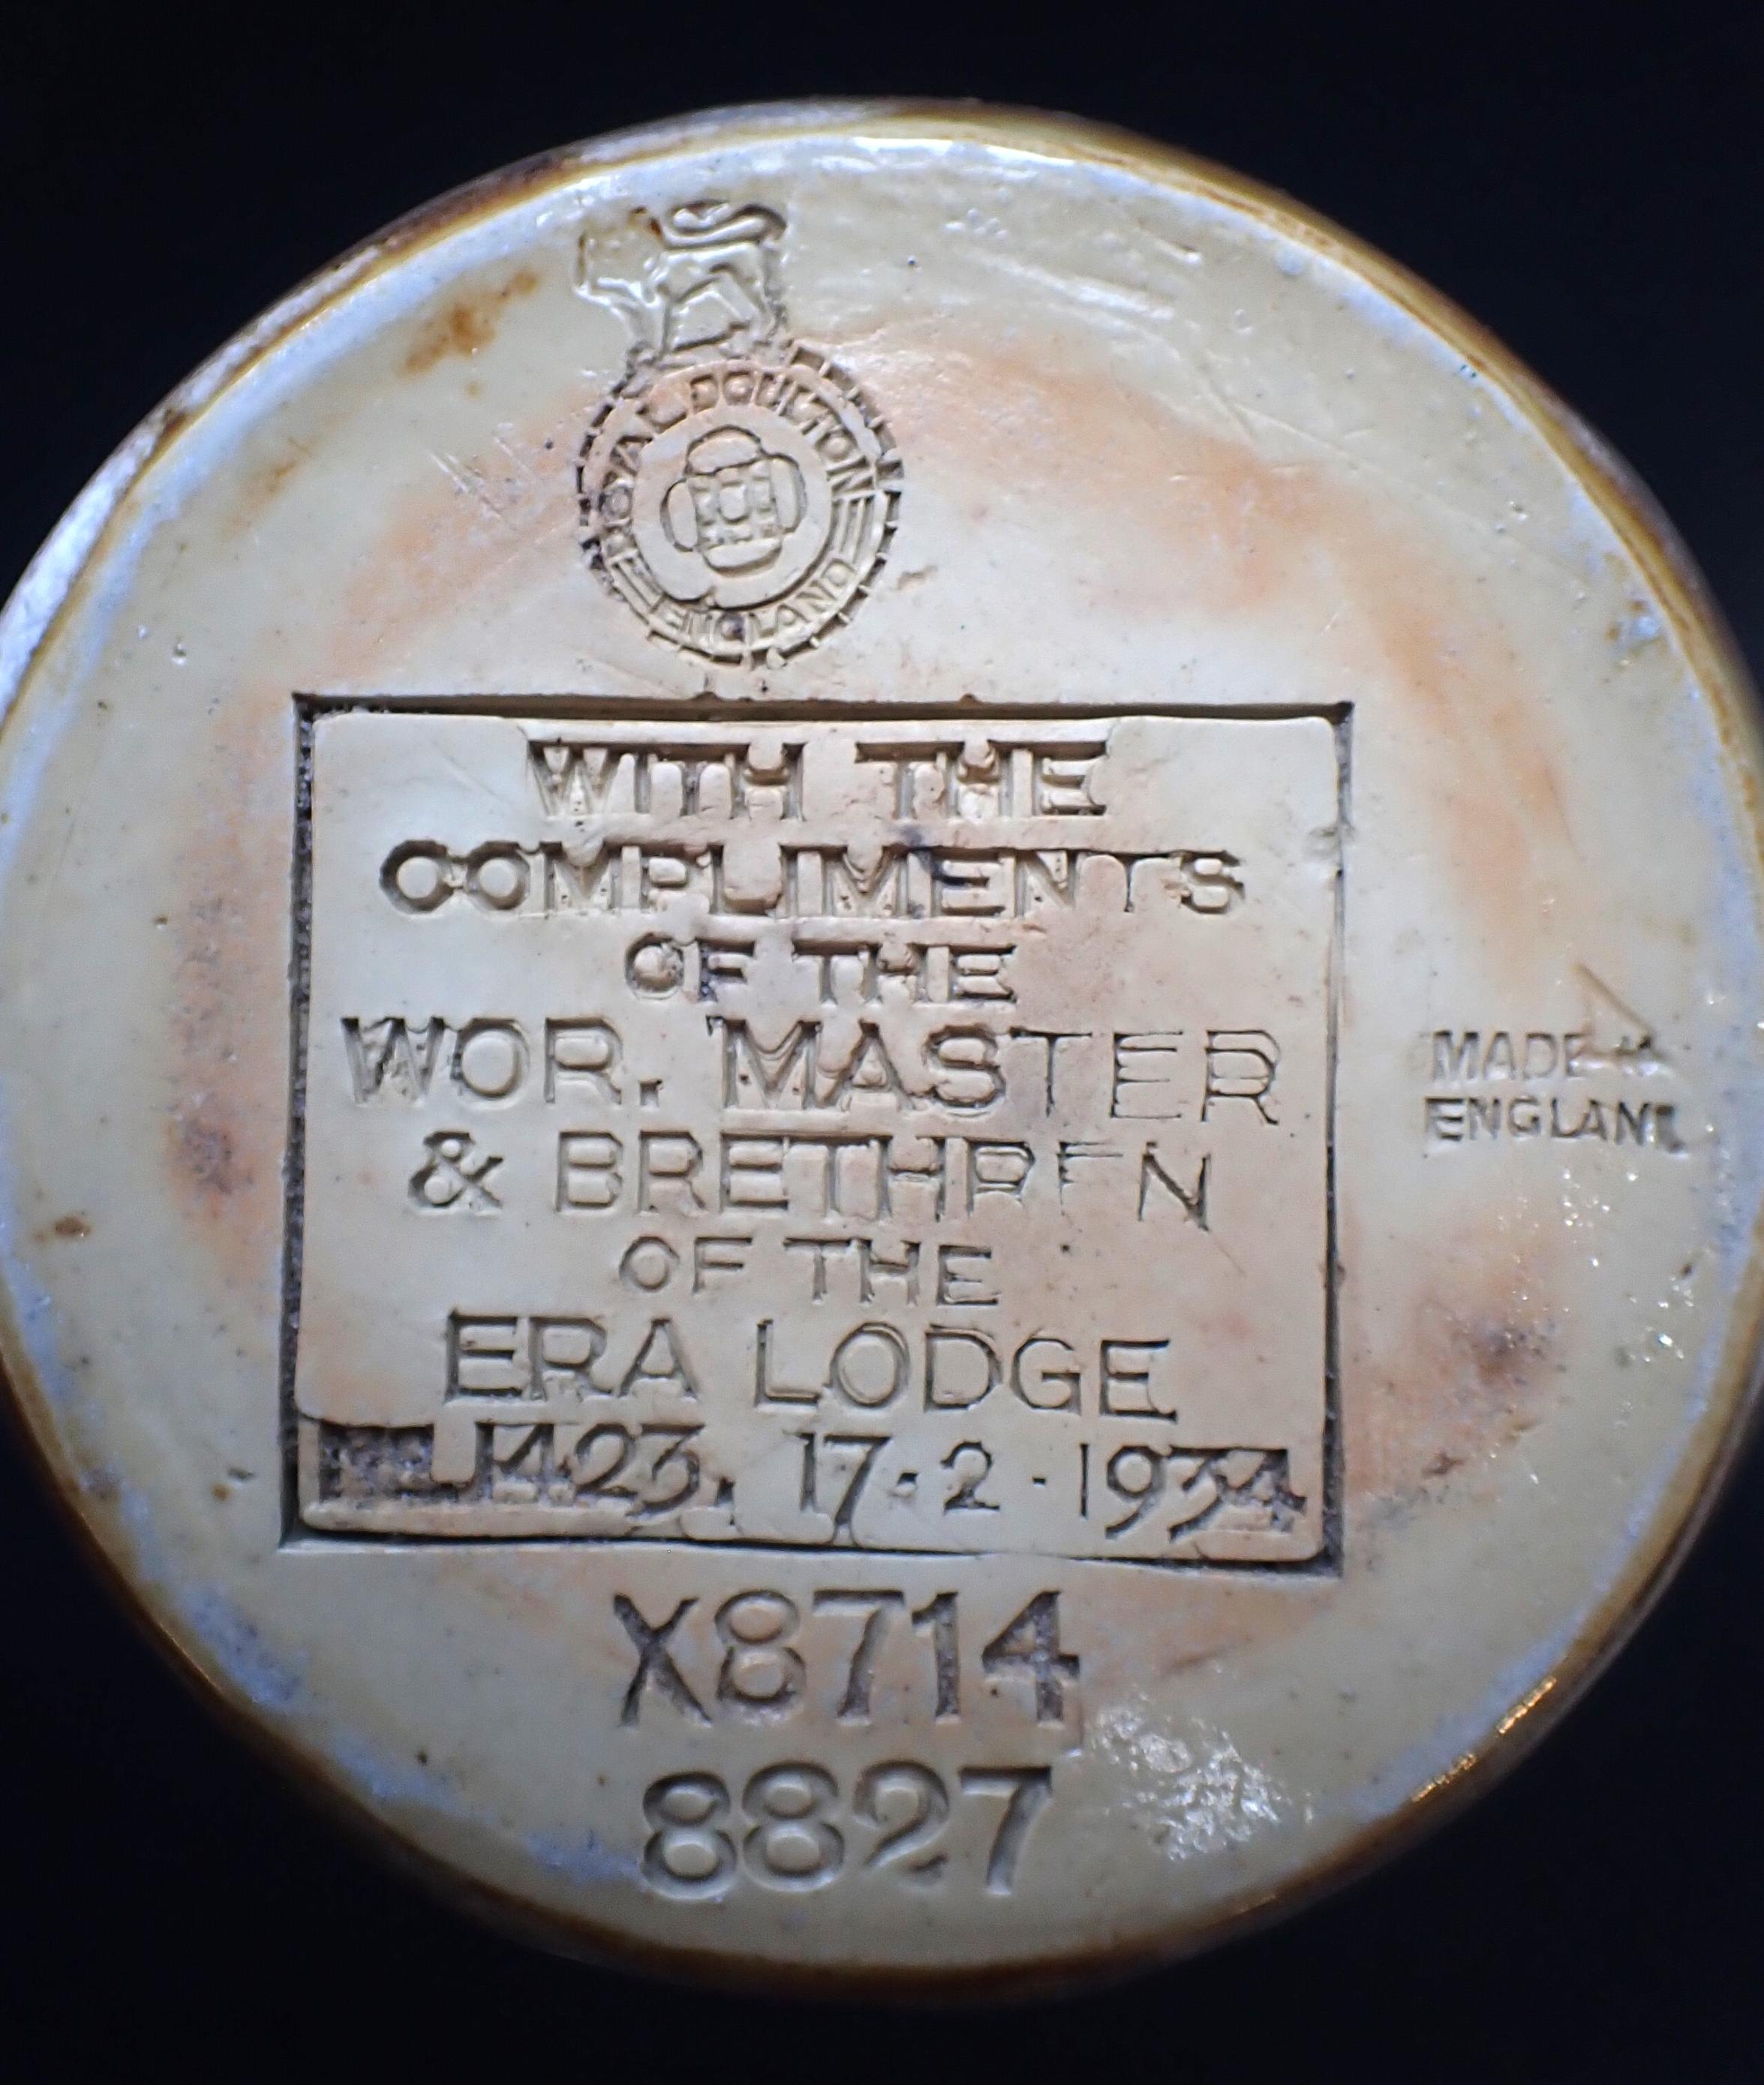 ROYAL DOULTON
ENGLAND
WITH THE
COMPLIMENTS
OF THE
WOR. MASTER
& BRETHREN
OF THE
ERA LODGE
1423. 17·2·1934
MADE IN
ENGLAND
X8714
8827